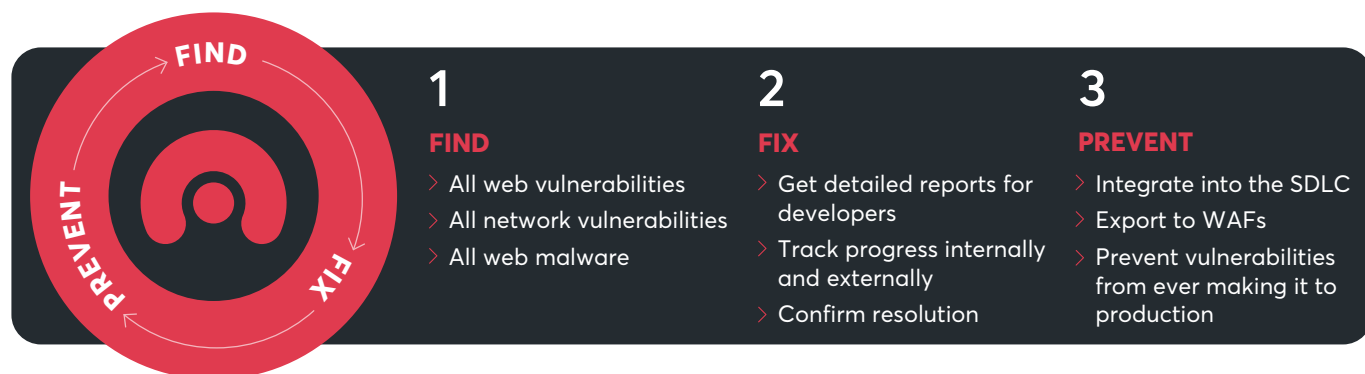 FIND
FIX
PREVENT
1
FIND
All web vulnerabilities
All network vulnerabilities
All web malware
2
FIX
Get detailed reports for
developers
Track progress internally
and externally
Confirm resolution
3
PREVENT
Integrate into the SDLC
Export to WAFs
Prevent vulnerabilities
from ever making it to
production